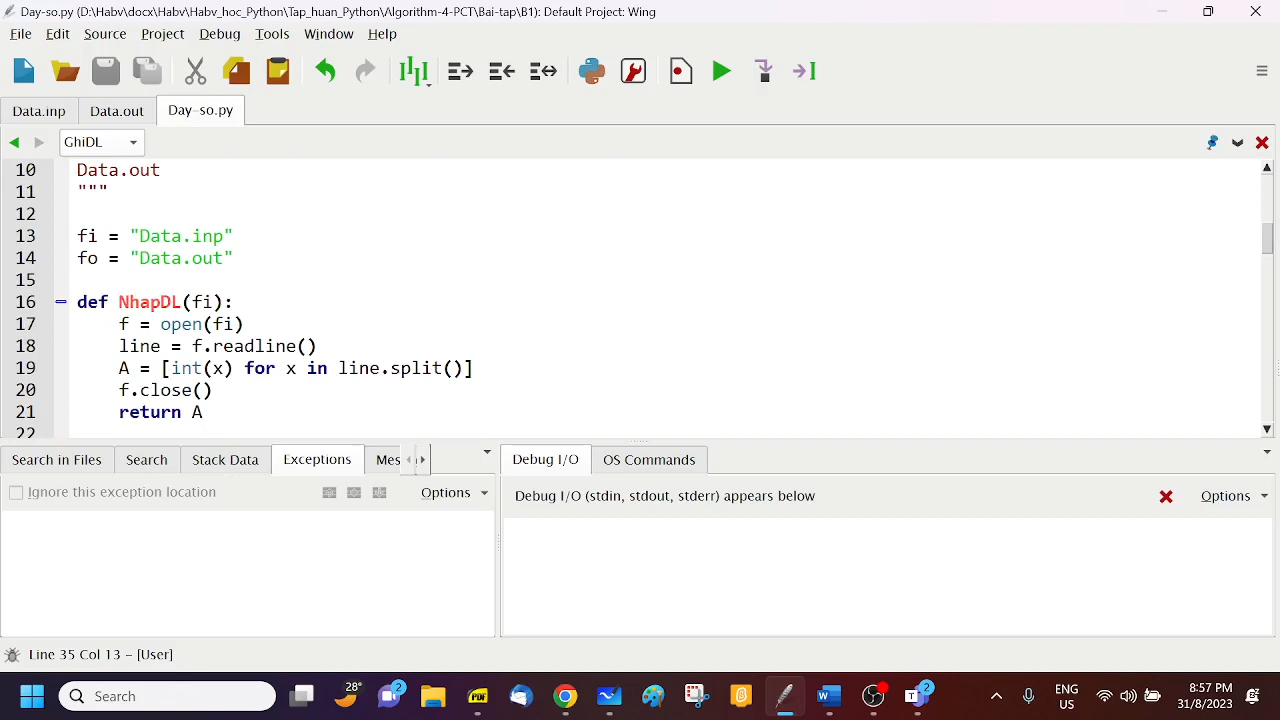 Day-so.py (D:\Habv\docx\Habv\Habv_hoc_Python\Tap_huan_Python\Algorithm-4-PCT\Bai-tap\B1): Default Project: Wing
File Edit Source Project Debug Tools Window Help
Data.inp Data.out Day-so.py
GhiDL
10 Data.out
11 """
12
13 fi = "Data.inp"
14 fo = "Data.out"
15
16 def NhapDL(fi):
17 f = open(fi)
18 line = f.readline()
19 A = [int(x) for x in line.split()]
20 f.close()
21 return A
22
Search in Files Search Stack Data Exceptions Mes Debug I/O OS Commands
Ignore this exception location Options Debug I/O (stdin, stdout, stderr) appears below Options
Line 35 Col 13 - [User]
Search 28° 2 PDF 2 ENG US 8:57 PM 31/8/2023